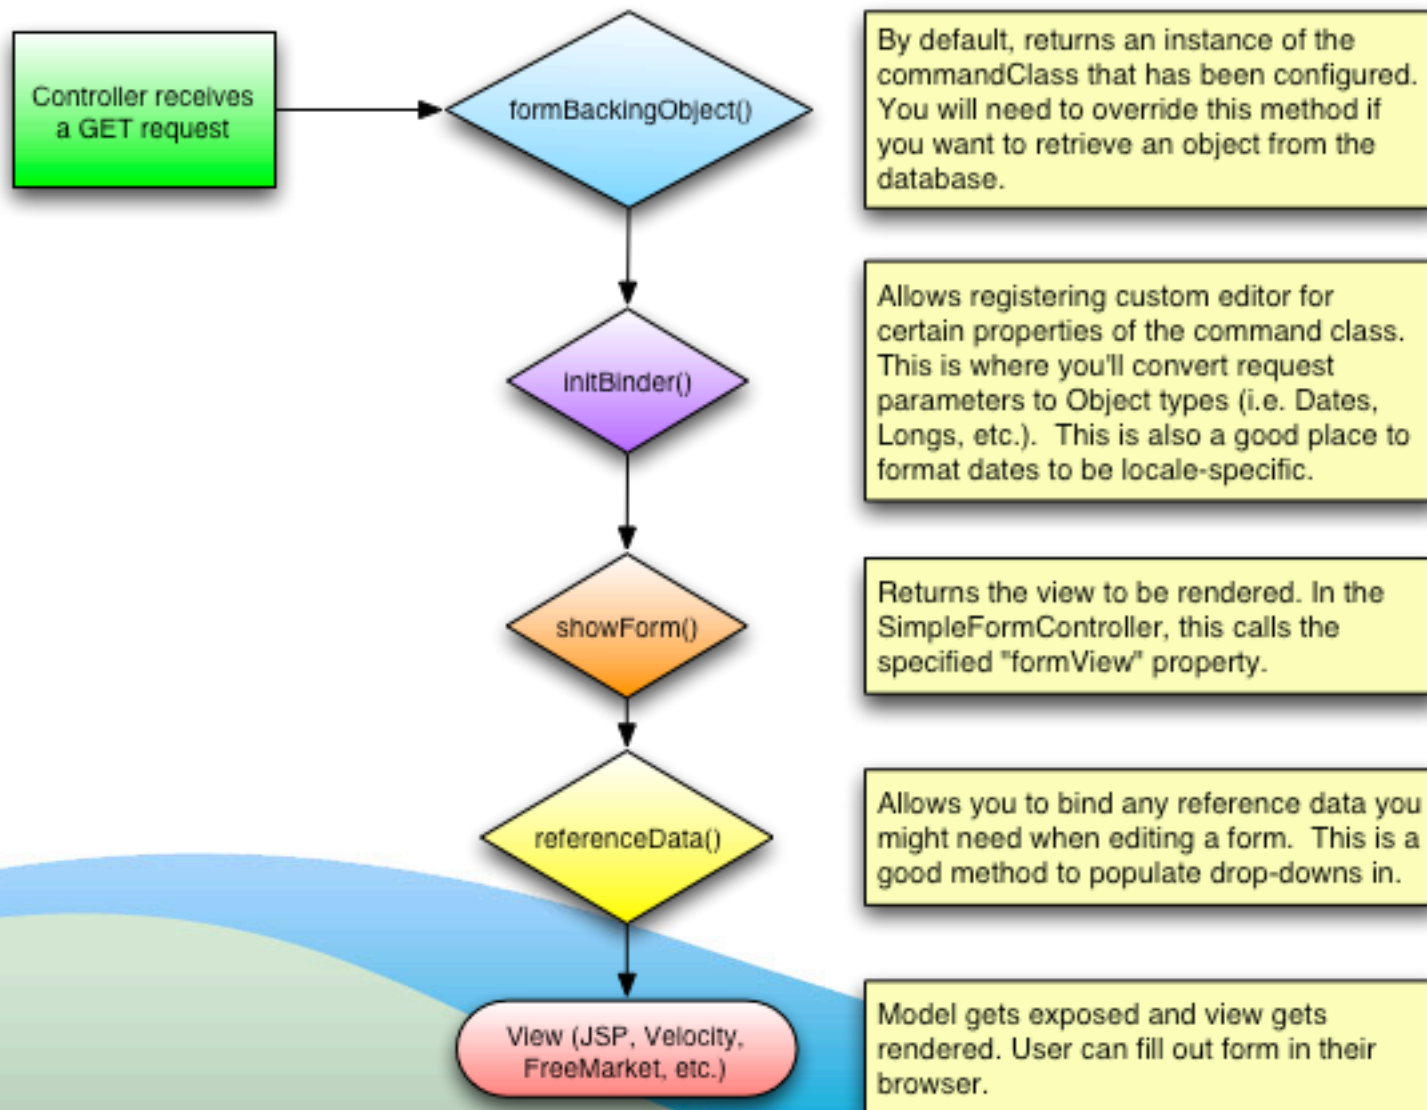 Controller receives
a GET request
formBackingObject()
By default, returns an instance of the
commandClass that has been configured.
You will need to override this method if
you want to retrieve an object from the
database.
initBinder()
Allows registering custom editor for
certain properties of the command class.
This is where you'll convert request
parameters to Object types (i.e. Dates,
Longs, etc.).  This is also a good place to
format dates to be locale-specific.
showForm()
Returns the view to be rendered. In the
SimpleFormController, this calls the
specified "formView" property.
referenceData()
Allows you to bind any reference data you
might need when editing a form.  This is a
good method to populate drop-downs in.
View (JSP, Velocity,
FreeMarket, etc.)
Model gets exposed and view gets
rendered. User can fill out form in their
browser.